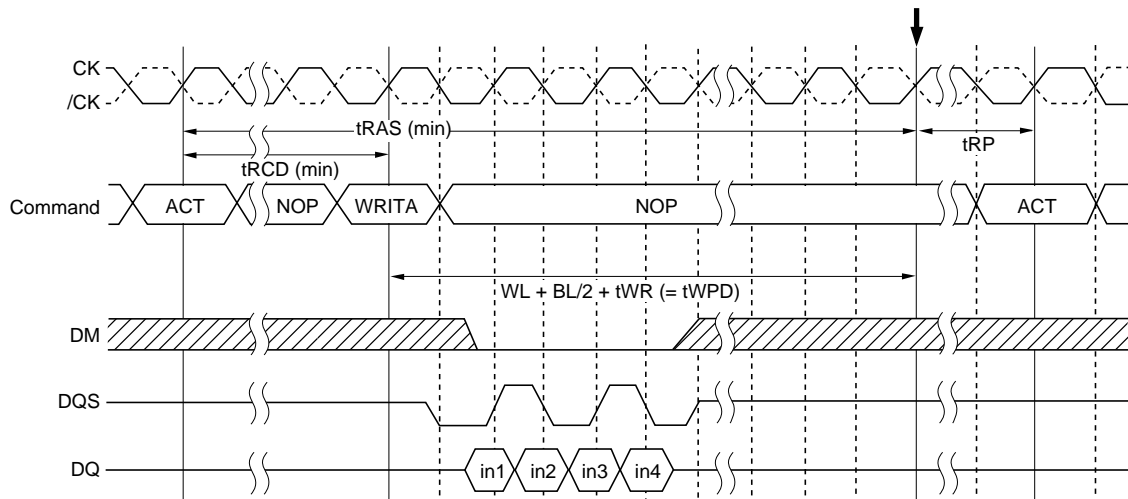 CK
/CK
tRAS (min)
tRP
tRCD (min)
Command
ACT
NOP
WRITA
NOP
ACT
WL + BL/2 + tWR (= tWPD)
DM
DQS
DQ
in1
in2
in3
in4